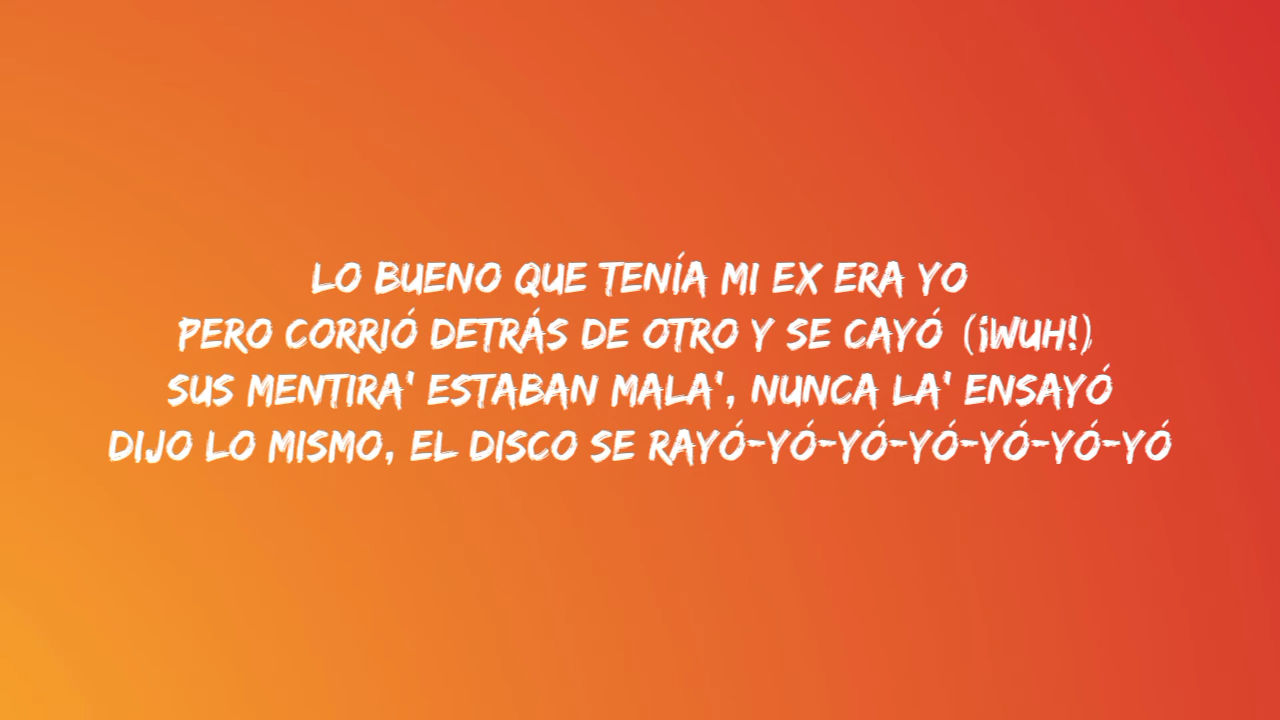 LO BUENO QUE TENÍA MI EX ERA YO
PERO CORRIÓ DETRÁS DE OTRO Y SE CAYÓ (¡WUH!)
SUS MENTIRA' ESTABAN MALA', NUNCA LA' ENSAYÓ
DIJO LO MISMO, EL DISCO SE RAYÓ-YÓ-YÓ-YÓ-YÓ-YÓ-YÓ